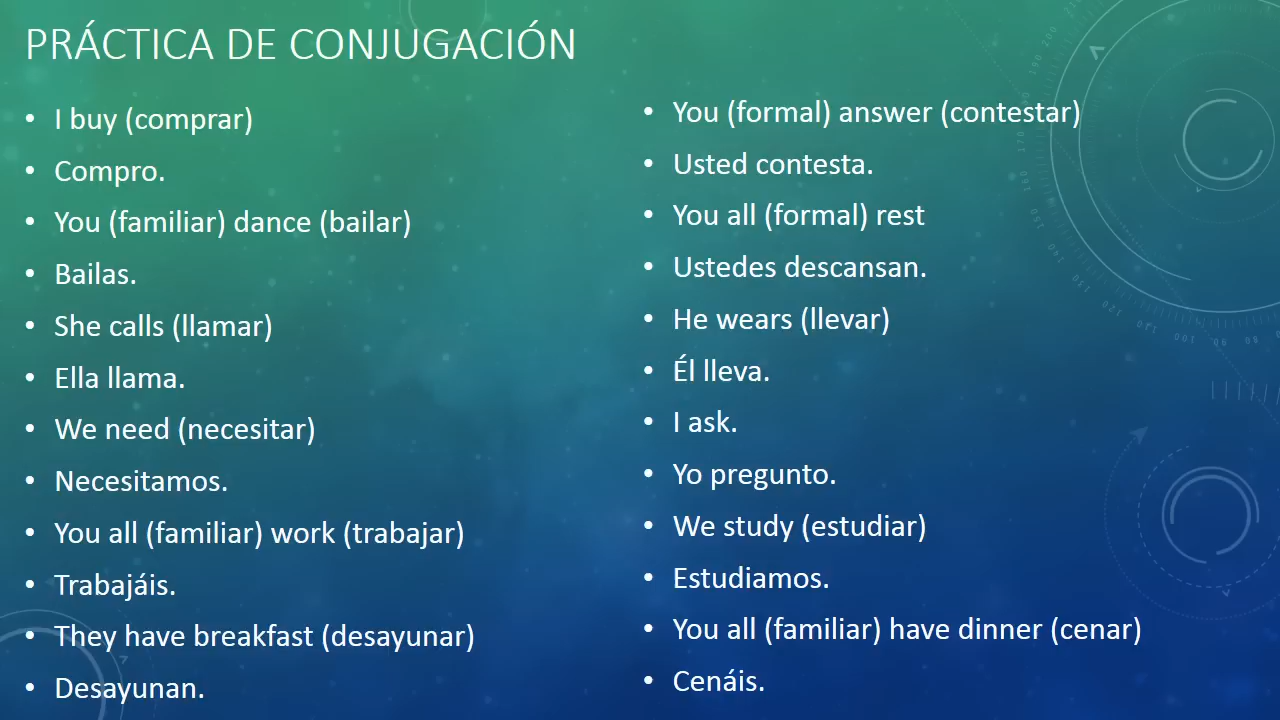 PRÁCTICA DE CONJUGACIÓN
• I buy (comprar)
• Compro.
• You (familiar) dance (bailar)
• Bailas.
• She calls (llamar)
• Ella llama.
• We need (necesitar)
• Necesitamos.
• You all (familiar) work (trabajar)
• Trabajáis.
• They have breakfast (desayunar)
• Desayunan.
• You (formal) answer (contestar)
• Usted contesta.
• You all (formal) rest
• Ustedes descansan.
• He wears (llevar)
• Él lleva.
• I ask.
• Yo pregunto.
• We study (estudiar)
• Estudiamos.
• You all (familiar) have dinner (cenar)
• Cenáis.